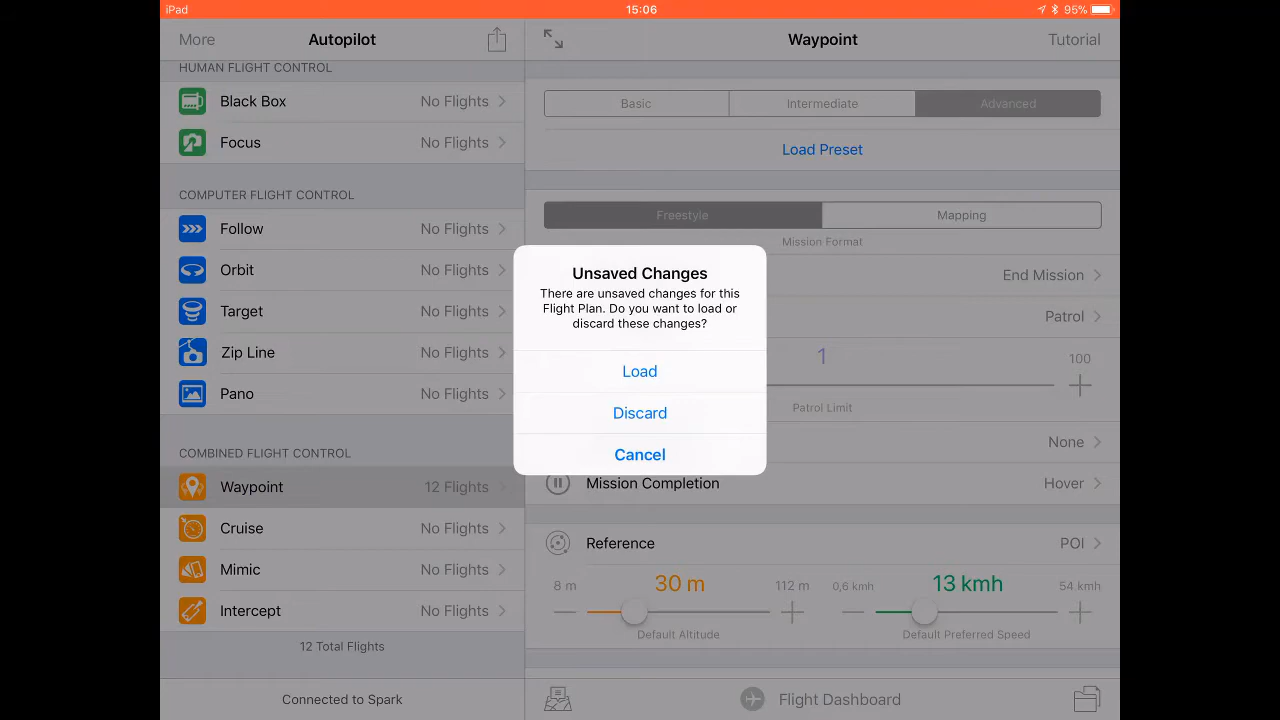 iPad
15:06
95%
More
Autopilot
Waypoint
Tutorial
HUMAN FLIGHT CONTROL
Black Box
No Flights
Focus
No Flights
COMPUTER FLIGHT CONTROL
Follow
No Flights
Orbit
No Flights
Target
No Flights
Zip Line
No Flights
Pano
No Flights
COMBINED FLIGHT CONTROL
Waypoint
12 Flights
Cruise
No Flights
Mimic
No Flights
Intercept
No Flights
12 Total Flights
Connected to Spark
Basic
Intermediate
Advanced
Load Preset
Freestyle
Mapping
Mission Format
End Mission
Patrol
1
100
Patrol Limit
None
Mission Completion
Hover
Reference
POI
8 m
30 m
112 m
0,6 kmh
13 kmh
54 kmh
Default Altitude
Default Preferred Speed
Flight Dashboard
Unsaved Changes
There are unsaved changes for this
Flight Plan. Do you want to load or
discard these changes?
Load
Discard
Cancel